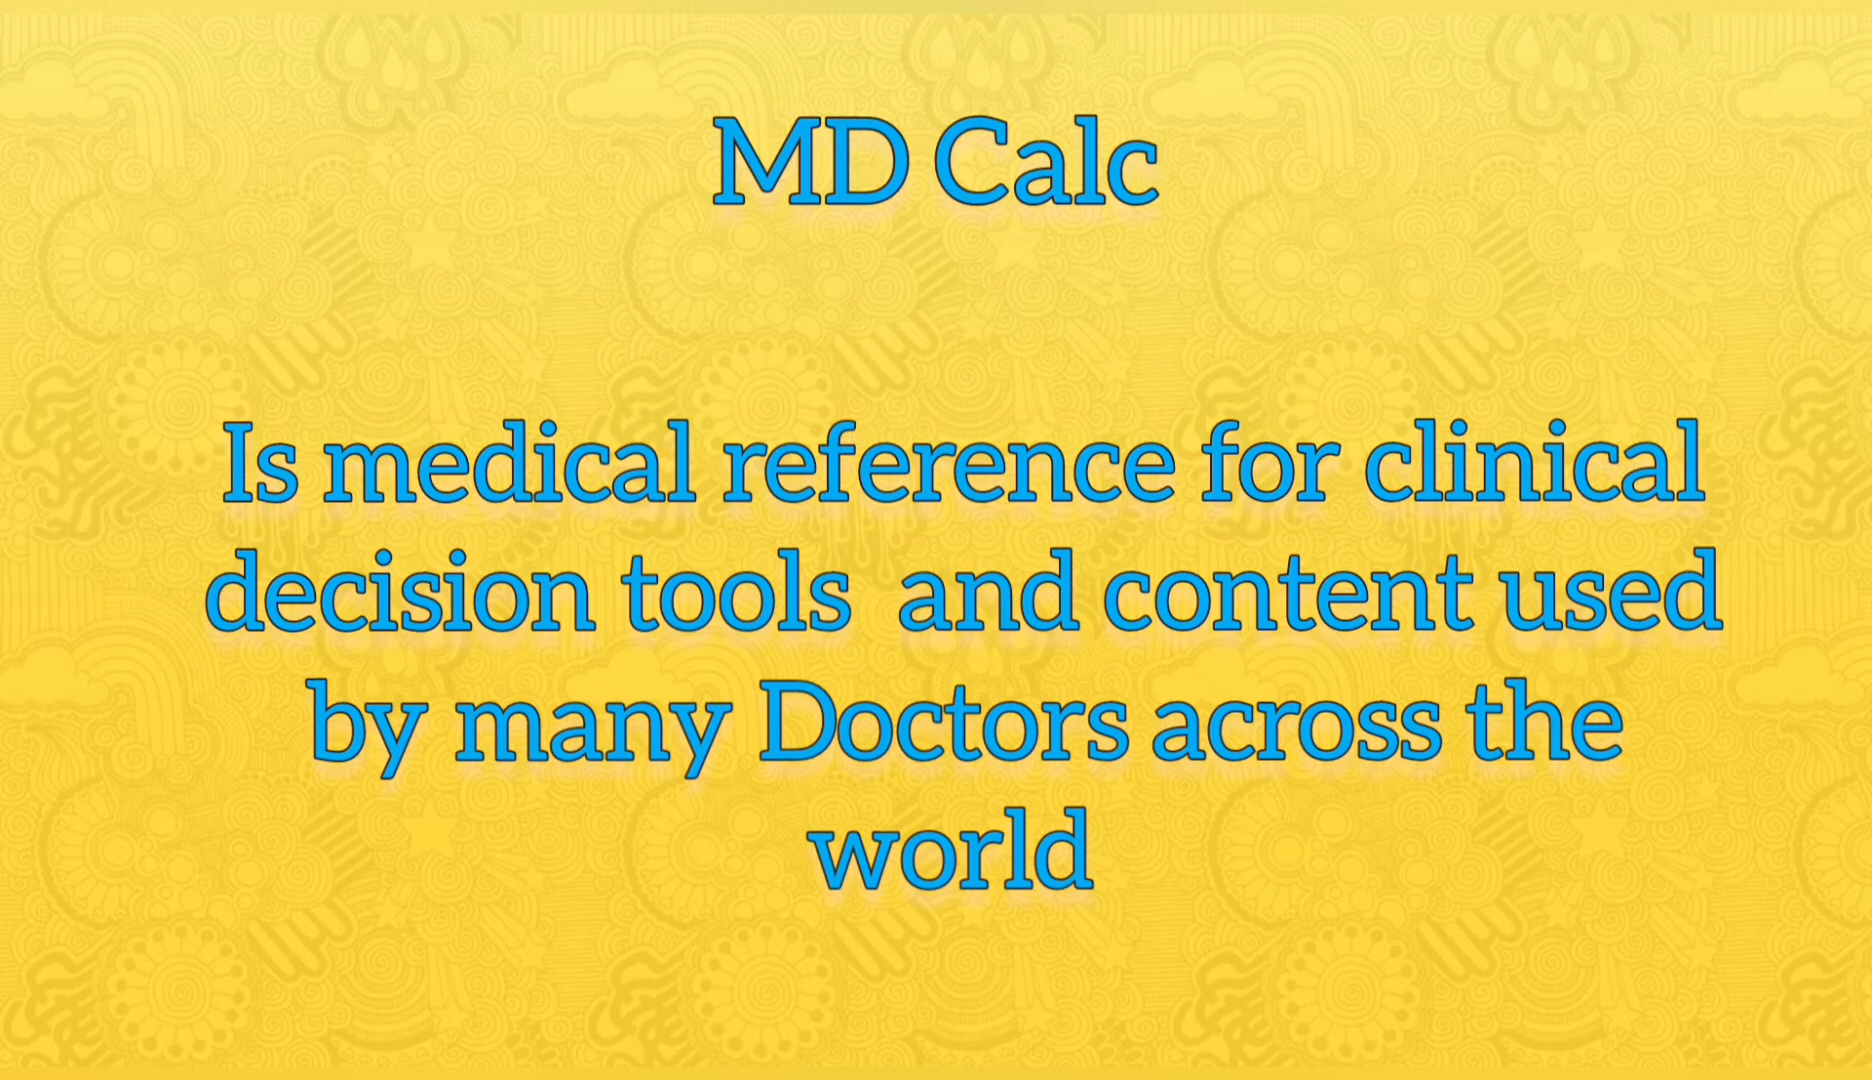 MD Calc
Is medical reference for clinical
decision tools  and content used
by many Doctors across the
world